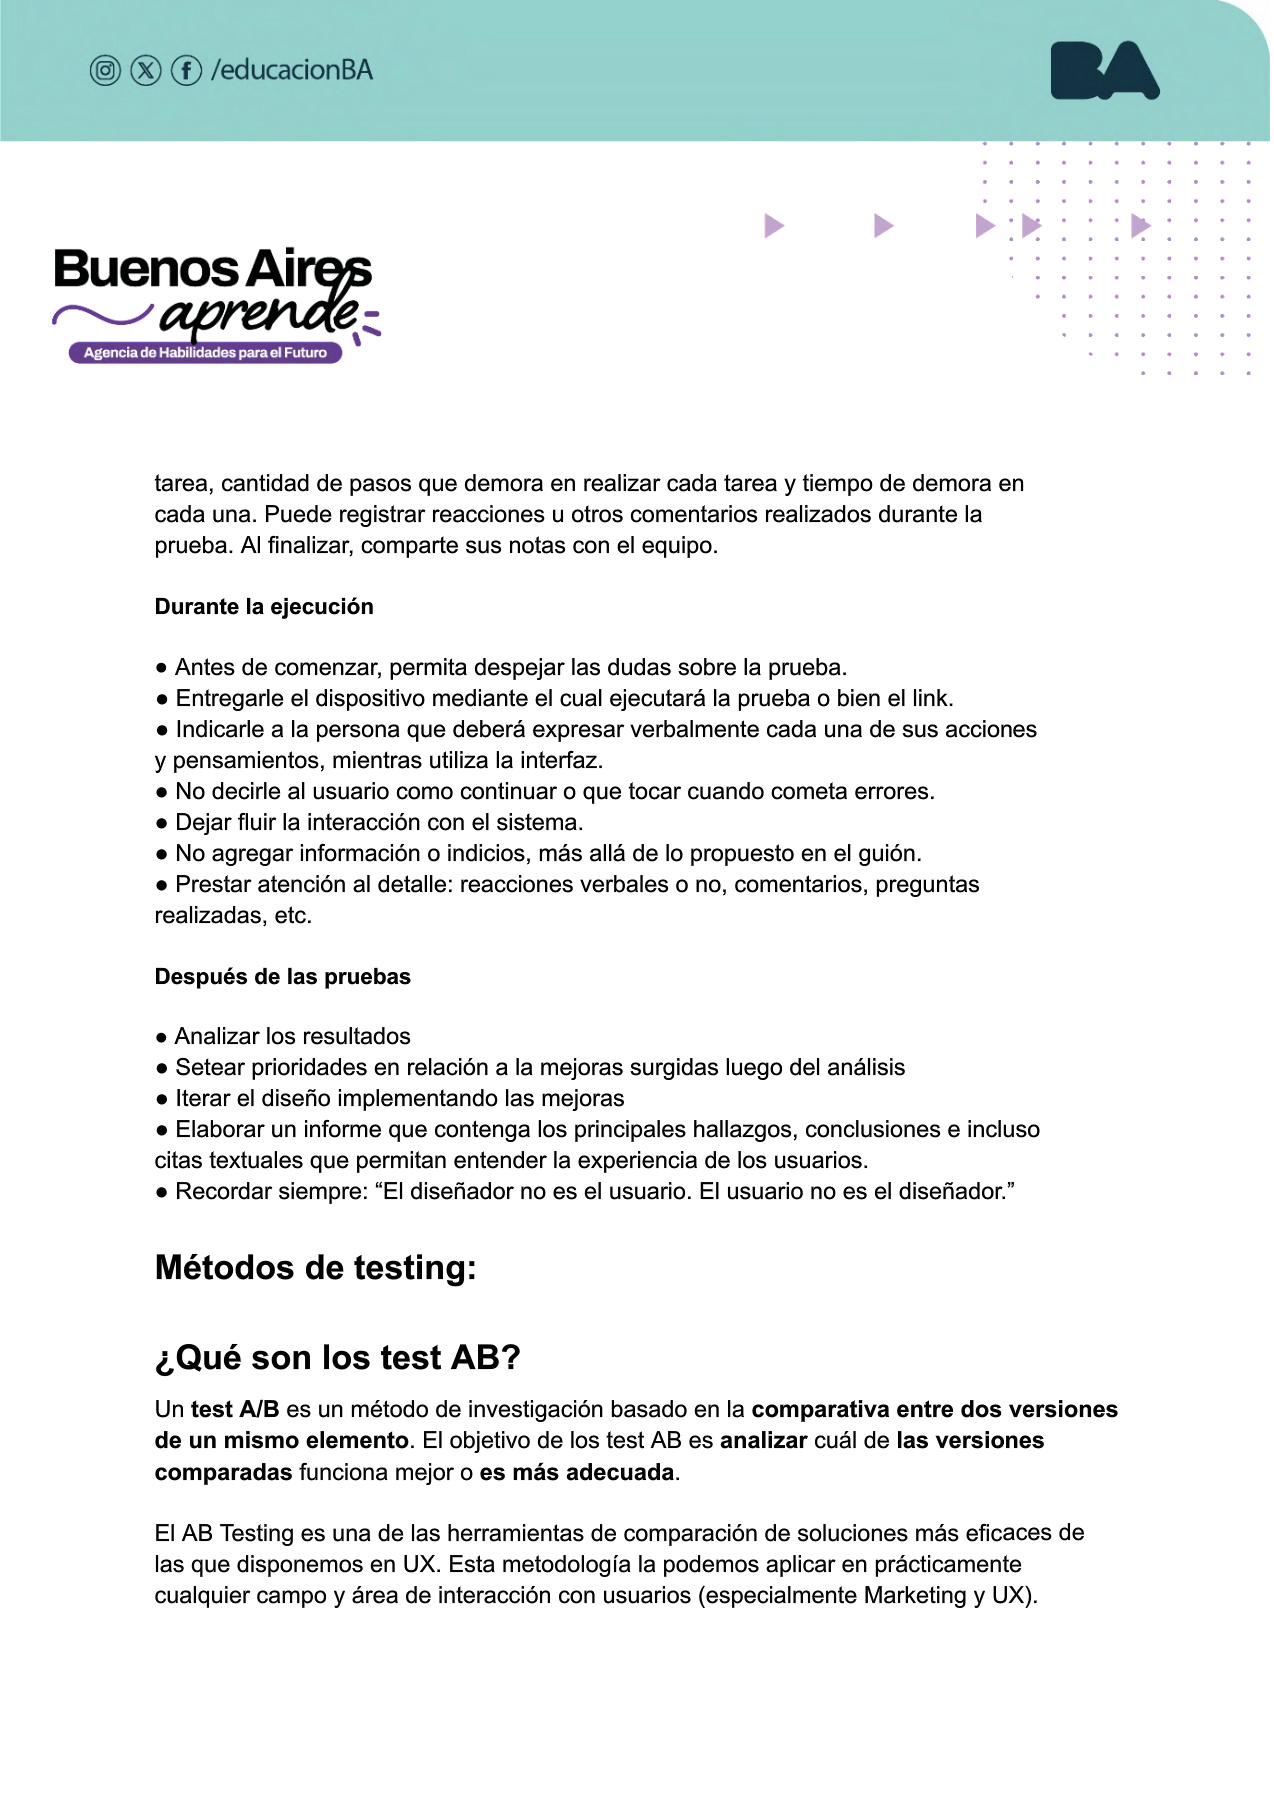 /educacionBA
BA
Buenos Aires
aprende
Agencia de Habilidades para el Futuro
tarea, cantidad de pasos que demora en realizar cada tarea y tiempo de demora en
cada una. Puede registrar reacciones u otros comentarios realizados durante la
prueba. Al finalizar, comparte sus notas con el equipo.
Durante la ejecución
● Antes de comenzar, permita despejar las dudas sobre la prueba.
● Entregarle el dispositivo mediante el cual ejecutará la prueba o bien el link.
● Indicarle a la persona que deberá expresar verbalmente cada una de sus acciones
y pensamientos, mientras utiliza la interfaz.
● No decirle al usuario como continuar o que tocar cuando cometa errores.
● Dejar fluir la interacción con el sistema.
● No agregar información o indicios, más allá de lo propuesto en el guión.
● Prestar atención al detalle: reacciones verbales o no, comentarios, preguntas
realizadas, etc.
Después de las pruebas
● Analizar los resultados
● Setear prioridades en relación a la mejoras surgidas luego del análisis
● Iterar el diseño implementando las mejoras
● Elaborar un informe que contenga los principales hallazgos, conclusiones e incluso
citas textuales que permitan entender la experiencia de los usuarios.
● Recordar siempre: “El diseñador no es el usuario. El usuario no es el diseñador.”
Métodos de testing:
¿Qué son los test AB?
Un test A/B es un método de investigación basado en la comparativa entre dos versiones
de un mismo elemento. El objetivo de los test AB es analizar cuál de las versiones
comparadas funciona mejor o es más adecuada.
El AB Testing es una de las herramientas de comparación de soluciones más eficaces de
las que disponemos en UX. Esta metodología la podemos aplicar en prácticamente
cualquier campo y área de interacción con usuarios (especialmente Marketing y UX).